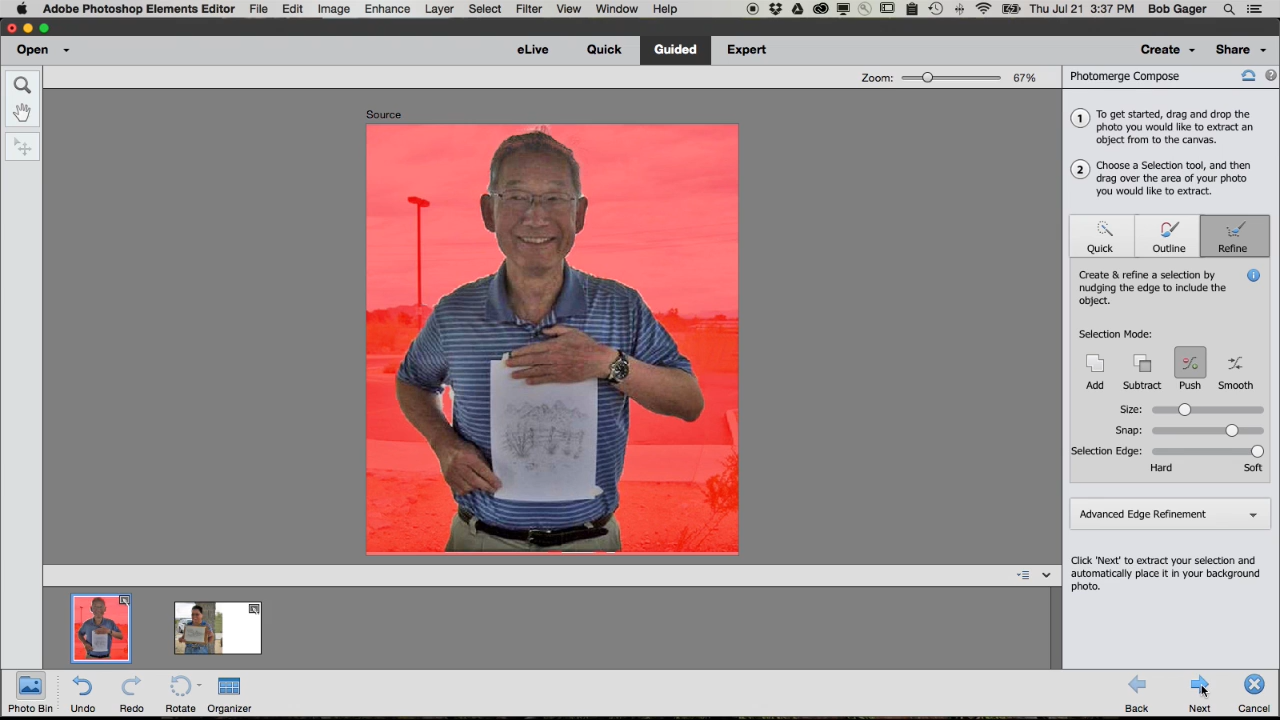 Adobe Photoshop Elements Editor File Edit Image Enhance Layer Select Filter View Window Help Thu Jul 21 3:37 PM Bob Gager
Open eLive Quick Guided Expert Create Share
Zoom: 67% Photomerge Compose
Source
1 To get started, drag and drop the
photo you would like to extract an
object from to the canvas.
2 Choose a Selection tool, and then
drag over the area of your photo
you would like to extract.
Quick Outline Refine
Create & refine a selection by
nudging the edge to include the
object.
Selection Mode:
Add Subtract Push Smooth
Size:
Snap:
Selection Edge:
Hard Soft
Advanced Edge Refinement
Click 'Next' to extract your selection and
automatically place it in your background
photo.
Photo Bin Undo Redo Rotate Organizer Back Next Cancel